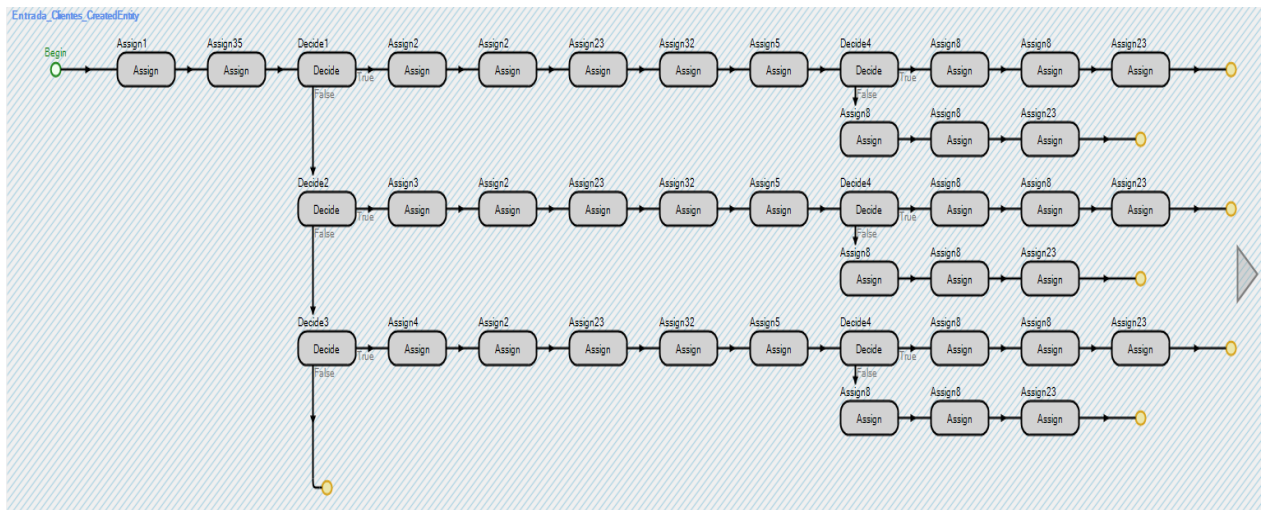 Entrada_Clientes_CreatedEntity
Begin
Assign1 Assign35 Decide1 Assign2 Assign2 Assign23 Assign32 Assign5 Decide4 Assign8 Assign8 Assign23
Assign Assign Decide Assign Assign Assign Assign Assign Decide Assign Assign Assign
True True
False False
Assign8 Assign8 Assign23
Assign Assign Assign
Decide2 Assign3 Assign2 Assign23 Assign32 Assign5 Decide4 Assign8 Assign8 Assign23
Decide Assign Assign Assign Assign Assign Decide Assign Assign Assign
True True
False False
Assign8 Assign8 Assign23
Assign Assign Assign
Decide3 Assign4 Assign2 Assign23 Assign32 Assign5 Decide4 Assign8 Assign8 Assign23
Decide Assign Assign Assign Assign Assign Decide Assign Assign Assign
True True
False False
Assign8 Assign8 Assign23
Assign Assign Assign